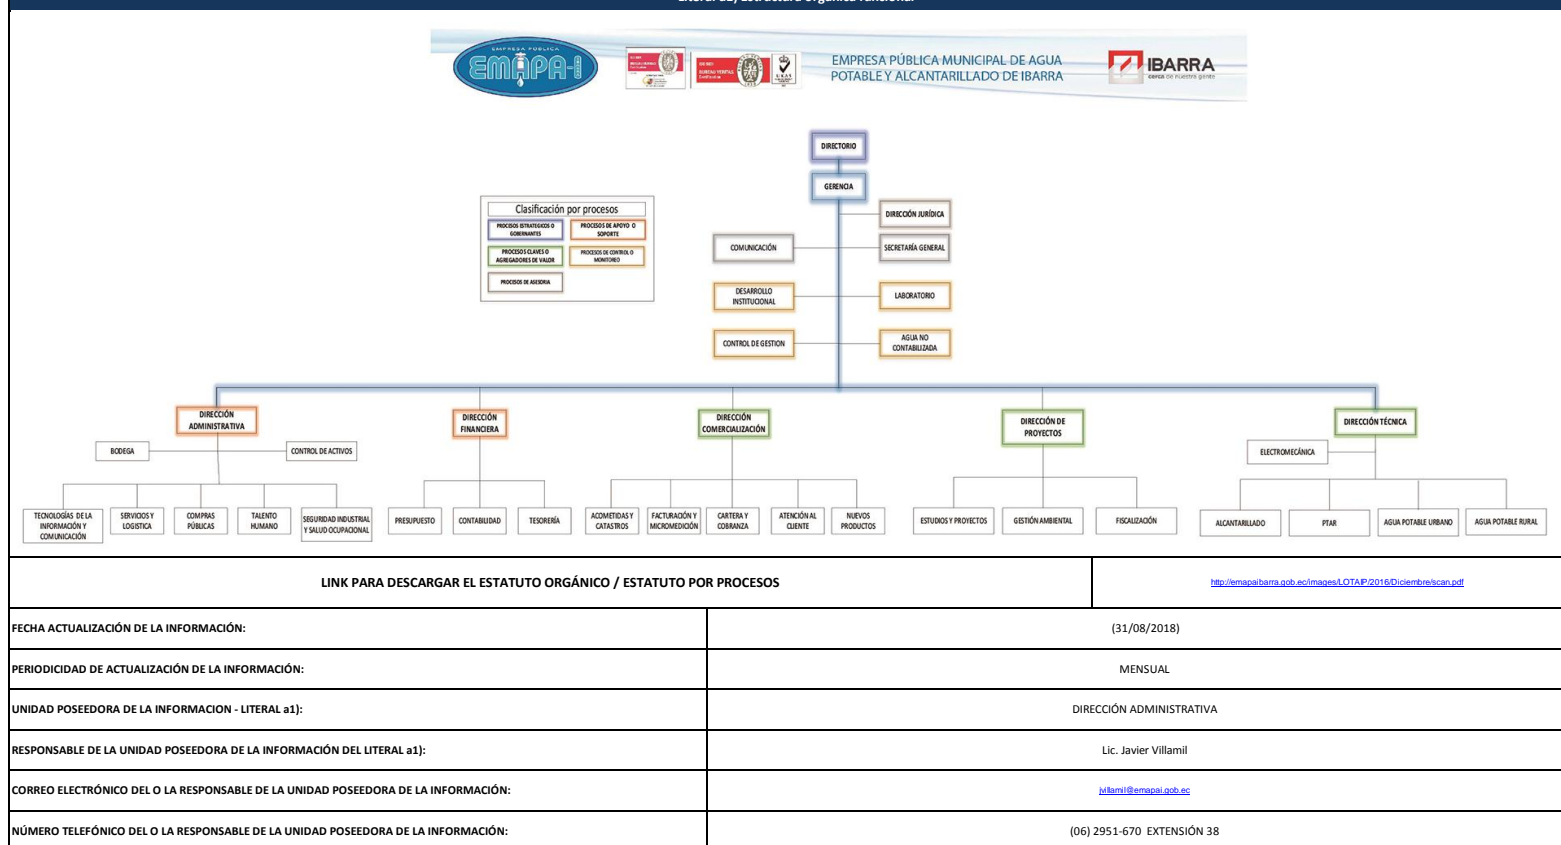 EMPRESA PÚBLICA
EMAPA-I
EMPRESA PÚBLICA MUNICIPAL DE AGUA
POTABLE Y ALCANTARILLADO DE IBARRA
IBARRA
cerca de nuestra gente
DIRECTORIO
GERENCIA
Clasificación por procesos
PROCESOS ESTRATEGICOS O
GOBERNANTES
PROCESOS DE APOYO O
SOPORTE
PROCESOS CLAVES O
AGREGADORES DE VALOR
PROCESOS DE CONTROL O
MONITOREO
PROCESOS DE ASESORIA
DIRECCIÓN JURÍDICA
COMUNICACIÓN
SECRETARÍA GENERAL
DESARROLLO
INSTITUCIONAL
LABORATORIO
CONTROL DE GESTION
AGUA NO
CONTABILIZADA
DIRECCIÓN
ADMINISTRATIVA
DIRECCIÓN
FINANCIERA
DIRECCIÓN
COMERCIALIZACIÓN
DIRECCIÓN DE
PROYECTOS
DIRECCIÓN TÉCNICA
BODEGA
CONTROL DE ACTIVOS
ELECTROMECÁNICA
TECNOLOGÍAS DE LA
INFORMACIÓN Y
COMUNICACIÓN
SERVICIOS Y
LOGISTICA
COMPRAS
PÚBLICAS
TALENTO
HUMANO
SEGURIDAD INDUSTRIAL
Y SALUD OCUPACIONAL
PRESUPUESTO
CONTABILIDAD
TESORERÍA
ACOMETIDAS Y
CATASTROS
FACTURACIÓN Y
MICROMEDICIÓN
CARTERA Y
COBRANZA
ATENCIÓN AL
CLIENTE
NUEVOS
PRODUCTOS
ESTUDIOS Y PROYECTOS
GESTIÓN AMBIENTAL
FISCALIZACIÓN
ALCANTARILLADO
PTAR
AGUA POTABLE URBANO
AGUA POTABLE RURAL
LINK PARA DESCARGAR EL ESTATUTO ORGÁNICO / ESTATUTO POR PROCESOS
http://emapaibarra.gob.ec/images/LOTAIP/2016/Diciembre/scan.pdf
FECHA ACTUALIZACIÓN DE LA INFORMACIÓN:
(31/08/2018)
PERIODICIDAD DE ACTUALIZACIÓN DE LA INFORMACIÓN:
MENSUAL
UNIDAD POSEEDORA DE LA INFORMACION - LITERAL a1):
DIRECCIÓN ADMINISTRATIVA
RESPONSABLE DE LA UNIDAD POSEEDORA DE LA INFORMACIÓN DEL LITERAL a1):
Lic. Javier Villamil
CORREO ELECTRÓNICO DEL O LA RESPONSABLE DE LA UNIDAD POSEEDORA DE LA INFORMACIÓN:
jvillamil@emapai.gob.ec
NÚMERO TELEFÓNICO DEL O LA RESPONSABLE DE LA UNIDAD POSEEDORA DE LA INFORMACIÓN:
(06) 2951-670 EXTENSIÓN 38